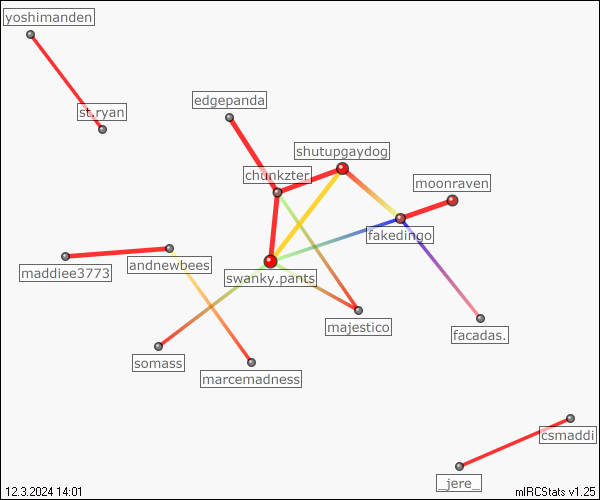 yoshimanden
st.ryan
edgepanda
shutupgaydog
chunkzter
moonraven
fakedingo
andnewbees
maddiee3773
swanky.pants
majestico
facadas.
somass
marcemadness
csmaddi
_jere_
12.3.2024 14:01
mIRCStats v1.25